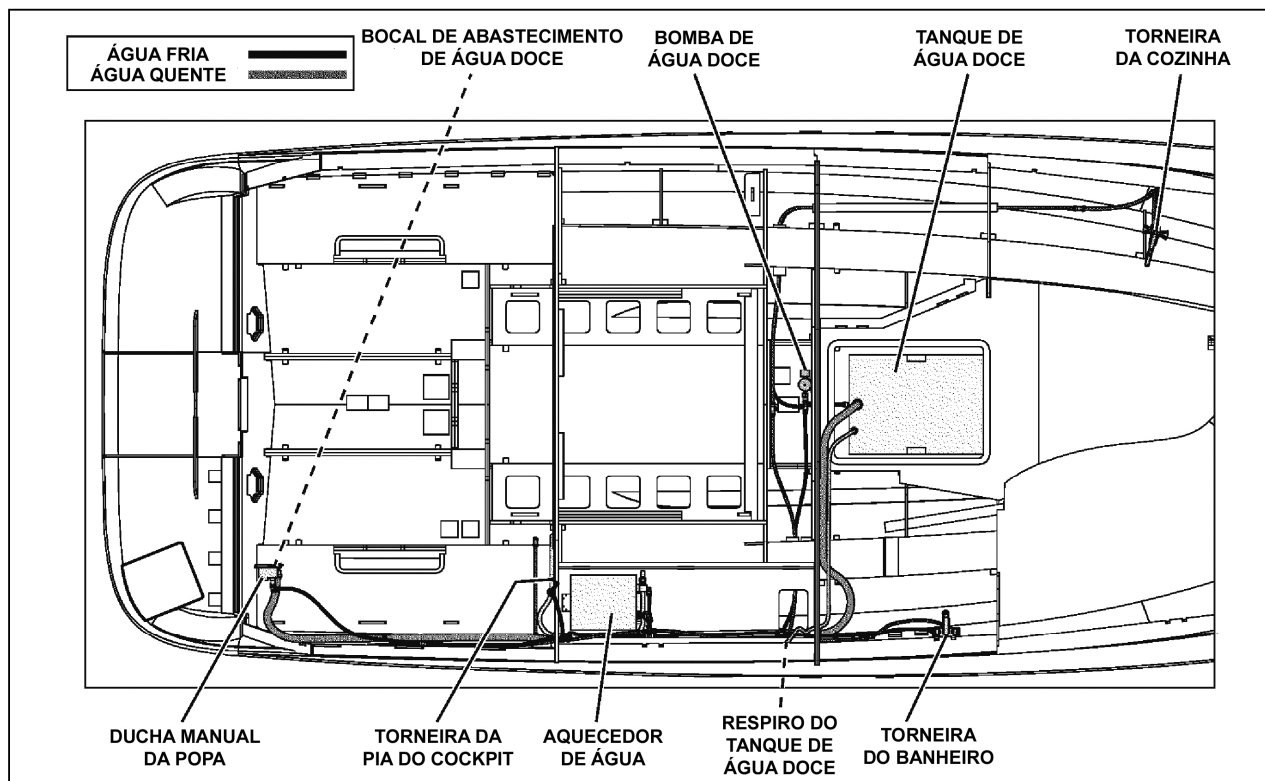 ÁGUA FRIA
ÁGUA QUENTE
BOCAL DE ABASTECIMENTO
DE ÁGUA DOCE
BOMBA DE
ÁGUA DOCE
TANQUE DE
ÁGUA DOCE
TORNEIRA
DA COZINHA
DUCHA MANUAL
DA POPA
TORNEIRA DA
PIA DO COCKPIT
AQUECEDOR
DE ÁGUA
RESPIRO DO
TANQUE DE
ÁGUA DOCE
TORNEIRA
DO BANHEIRO